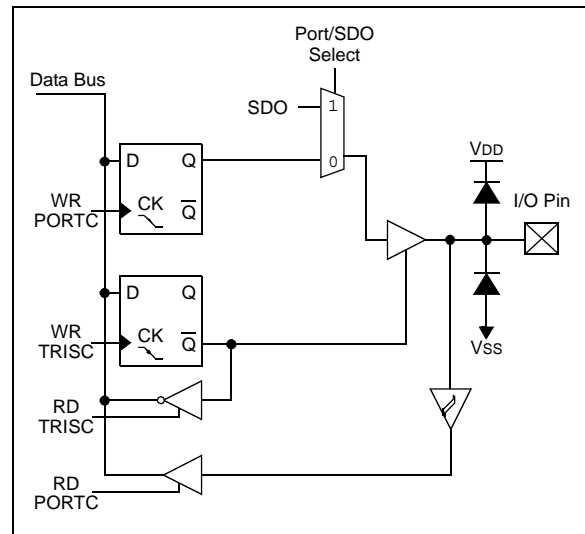 Port/SDO
Select
Data Bus
SDO
1
0
D Q
CK
Q
WR
PORTC
VDD
I/O Pin
D Q
CK
Q
WR
TRISC
VSS
RD
TRISC
RD
PORTC